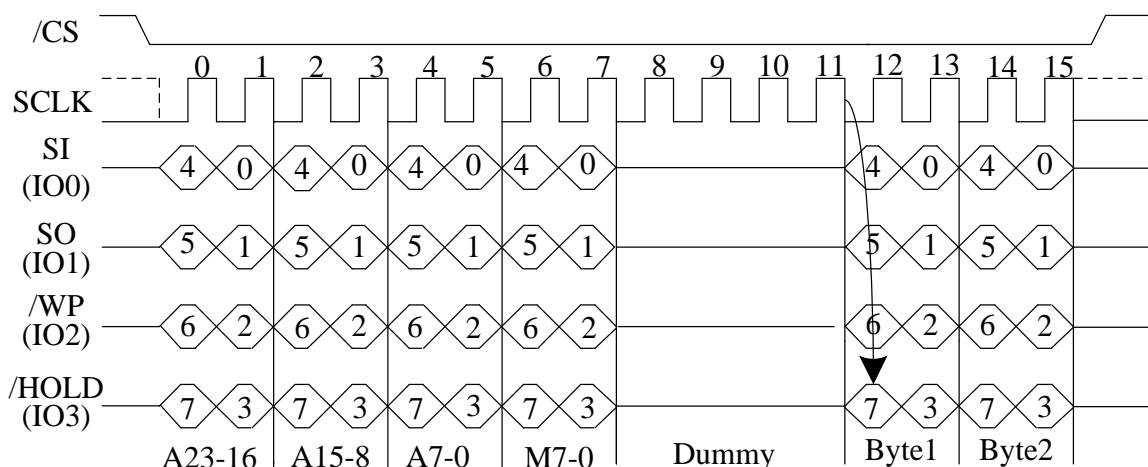 /CS
0 1 2 3 4 5 6 7 8 9 10 11 12 13 14 15
SCLK
SI
(IO0)
4 0 4 0 4 0 4 0 4 0 4 0
SO
(IO1)
5 1 5 1 5 1 5 1 5 1 5 1
/WP
(IO2)
6 2 6 2 6 2 6 2 6 2 6 2
/HOLD
(IO3)
7 3 7 3 7 3 7 3 7 3 7 3
A23-16 A15-8 A7-0 M7-0 Dummy Byte1 Byte2